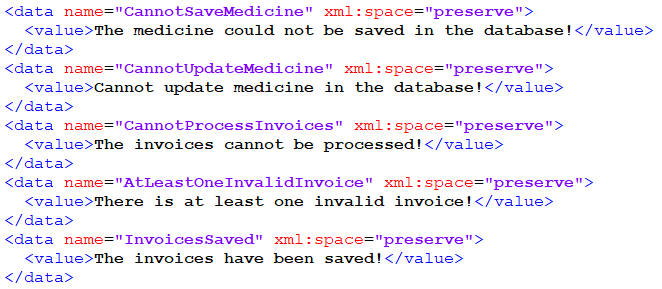 <data name="CannotSaveMedicine" xml:space="preserve">
  <value>The medicine could not be saved in the database!</value>
</data>
<data name="CannotUpdateMedicine" xml:space="preserve">
  <value>Cannot update medicine in the database!</value>
</data>
<data name="CannotProcessInvoices" xml:space="preserve">
  <value>The invoices cannot be processed!</value>
</data>
<data name="AtLeastOneInvalidInvoice" xml:space="preserve">
  <value>There is at least one invalid invoice!</value>
</data>
<data name="InvoicesSaved" xml:space="preserve">
  <value>The invoices have been saved!</value>
</data>